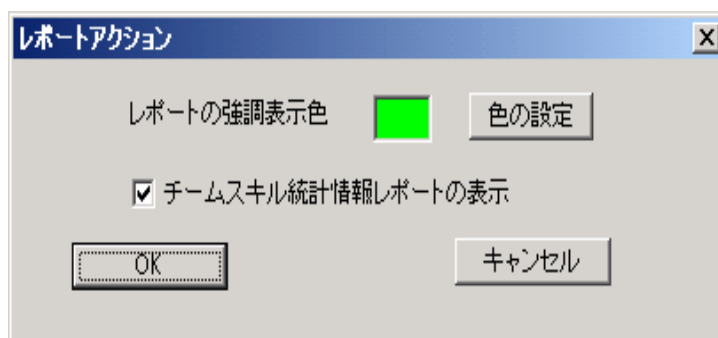 レポートアクション
レポートの強調表示色 色の設定
チームスキル統計情報レポートの表示
OK キャンセル